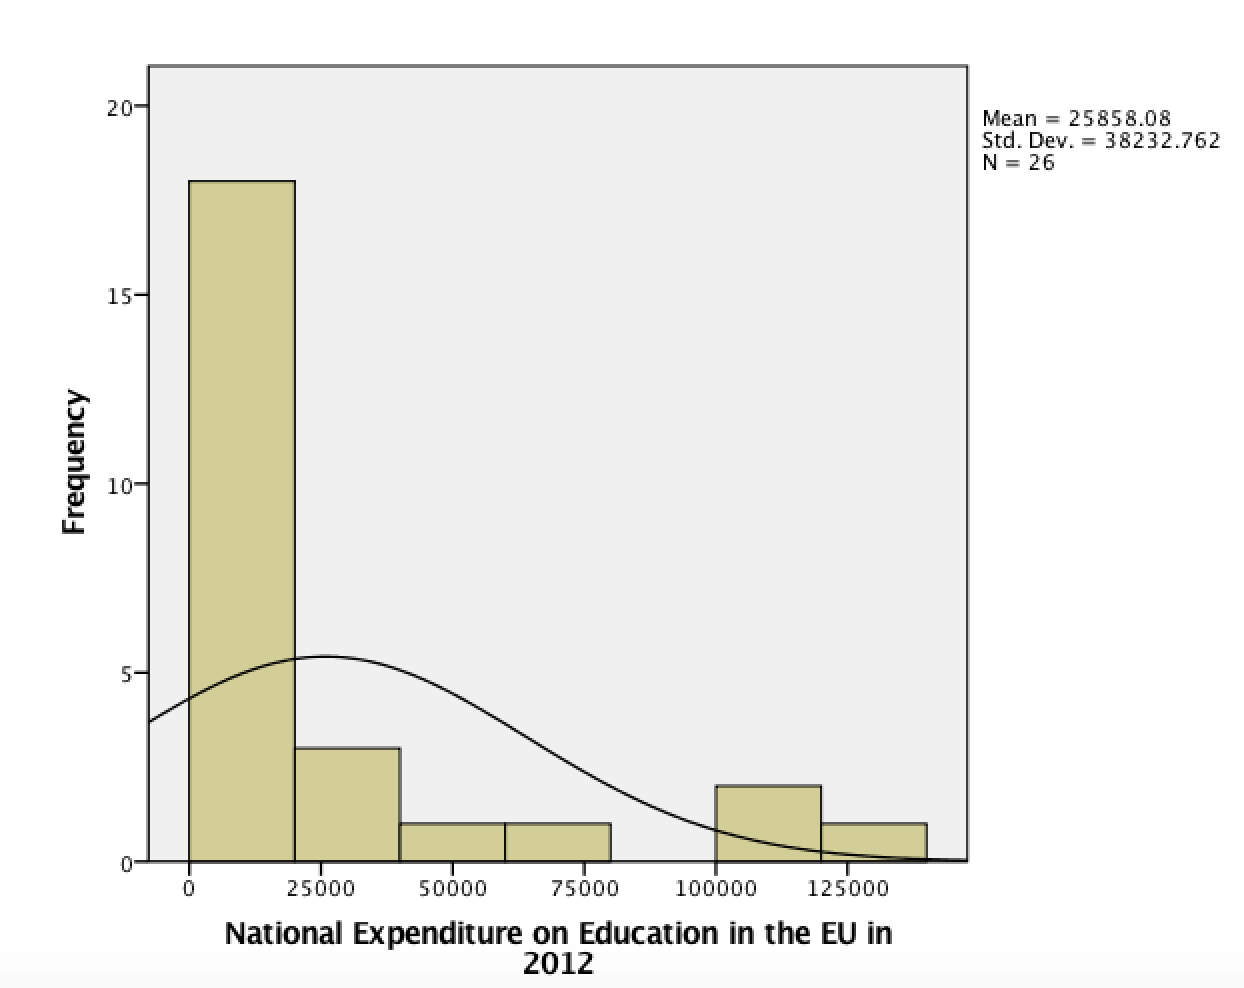 20
15
10
5
0
Frequency
0 25000 50000 75000 100000 125000
National Expenditure on Education in the EU in
2012
Mean = 25858.08
Std. Dev. = 38232.762
N = 26